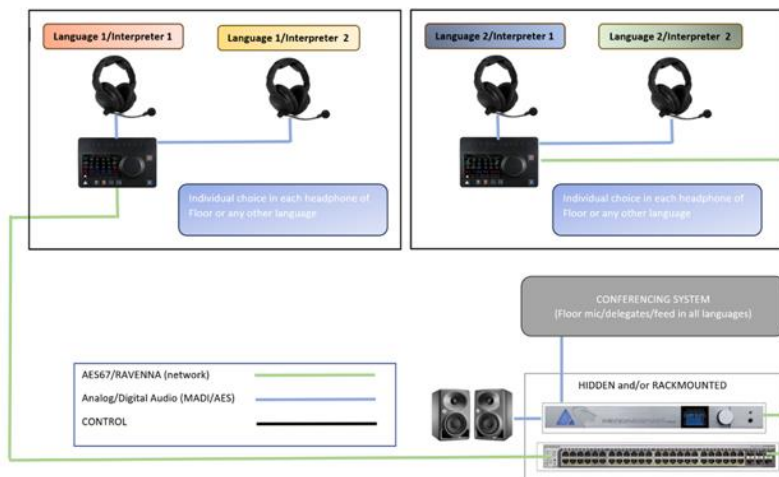 Language 1/Interpreter 1
Language 1/Interpreter 2
Language 2/Interpreter 1
Language 2/Interpreter 2
Individual choice in each headphone of
Floor or any other language
Individual choice in each headphone of
Floor or any other language
CONFERENCING SYSTEM
(Floor mic/delegates/feed in all languages)
AES67/RAVENNA (network)
Analog/Digital Audio (MADI/AES)
CONTROL
HIDDEN and/or RACKMOUNTED